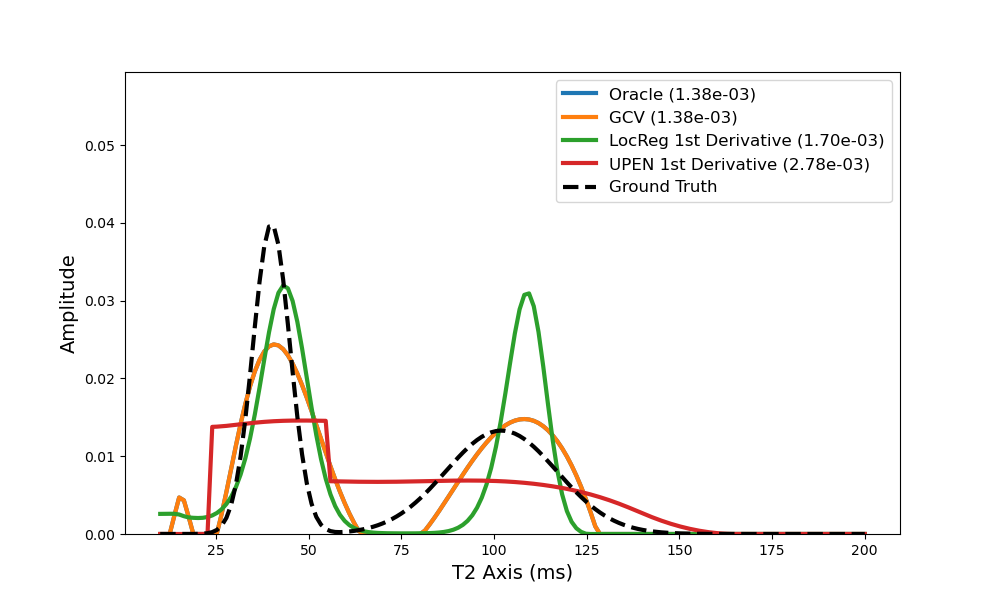 Oracle (1.38e-03)
GCV (1.38e-03)
LocReg 1st Derivative (1.70e-03)
UPEN 1st Derivative (2.78e-03)
Ground Truth
Amplitude
0.05
0.04
0.03
0.02
0.01
0.00
25 50 75 100 125 150 175 200
T2 Axis (ms)